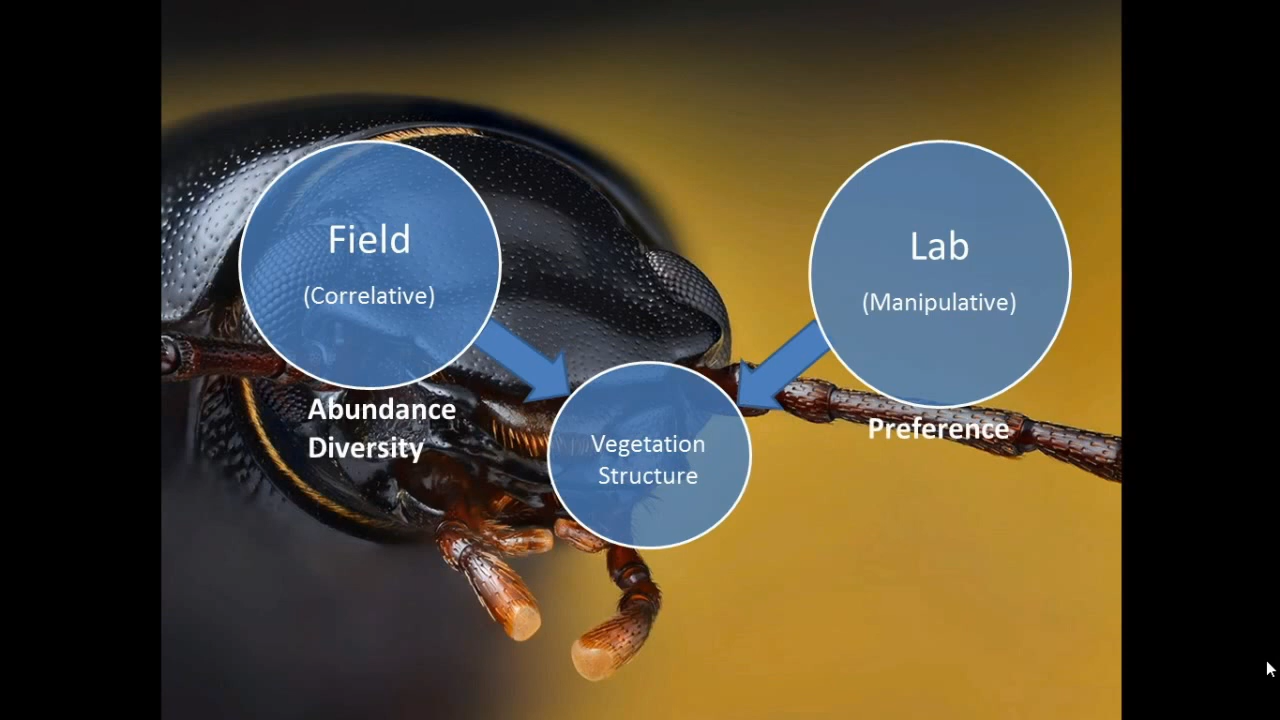 Field
(Correlative)
Abundance
Diversity
Lab
(Manipulative)
Preference
Vegetation
Structure